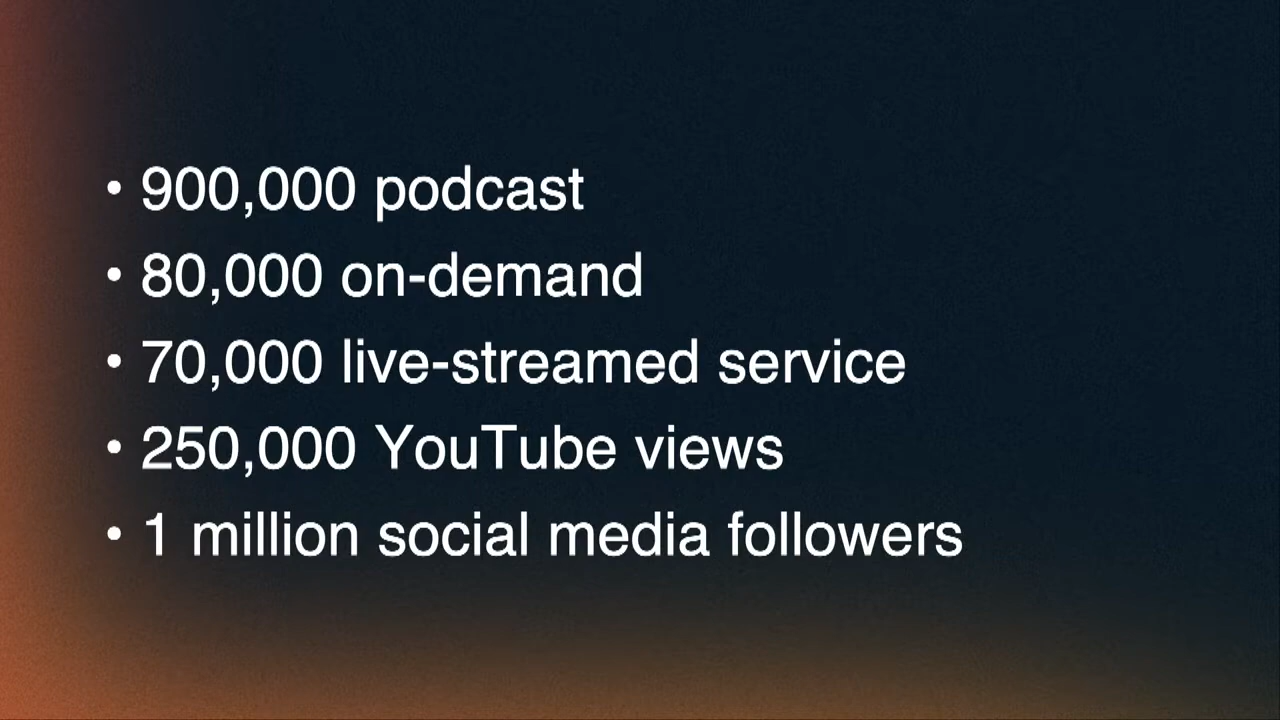 • 900,000 podcast
• 80,000 on-demand
• 70,000 live-streamed service
• 250,000 YouTube views
• 1 million social media followers